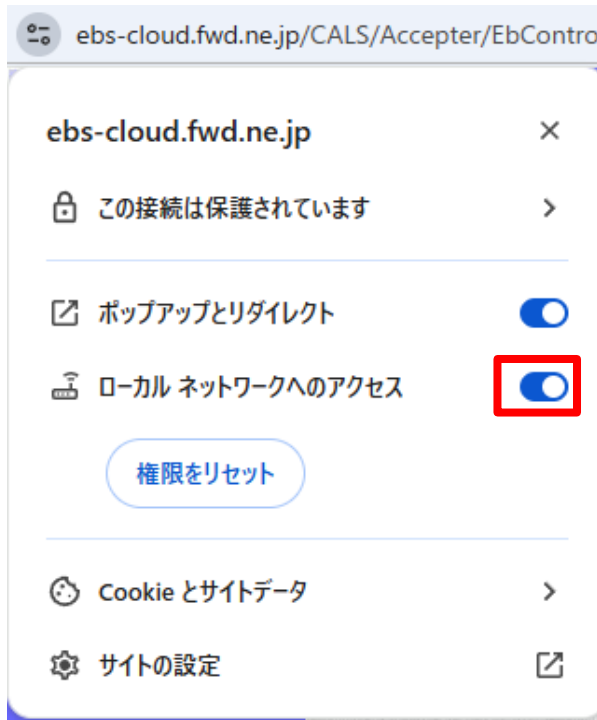 ebs-cloud.fwd.ne.jp/CALS/Accepter/EbContro
ebs-cloud.fwd.ne.jp
この接続は保護されています
ポップアップとリダイレクト
ローカル ネットワークへのアクセス
権限をリセット
Cookie とサイトデータ
サイトの設定